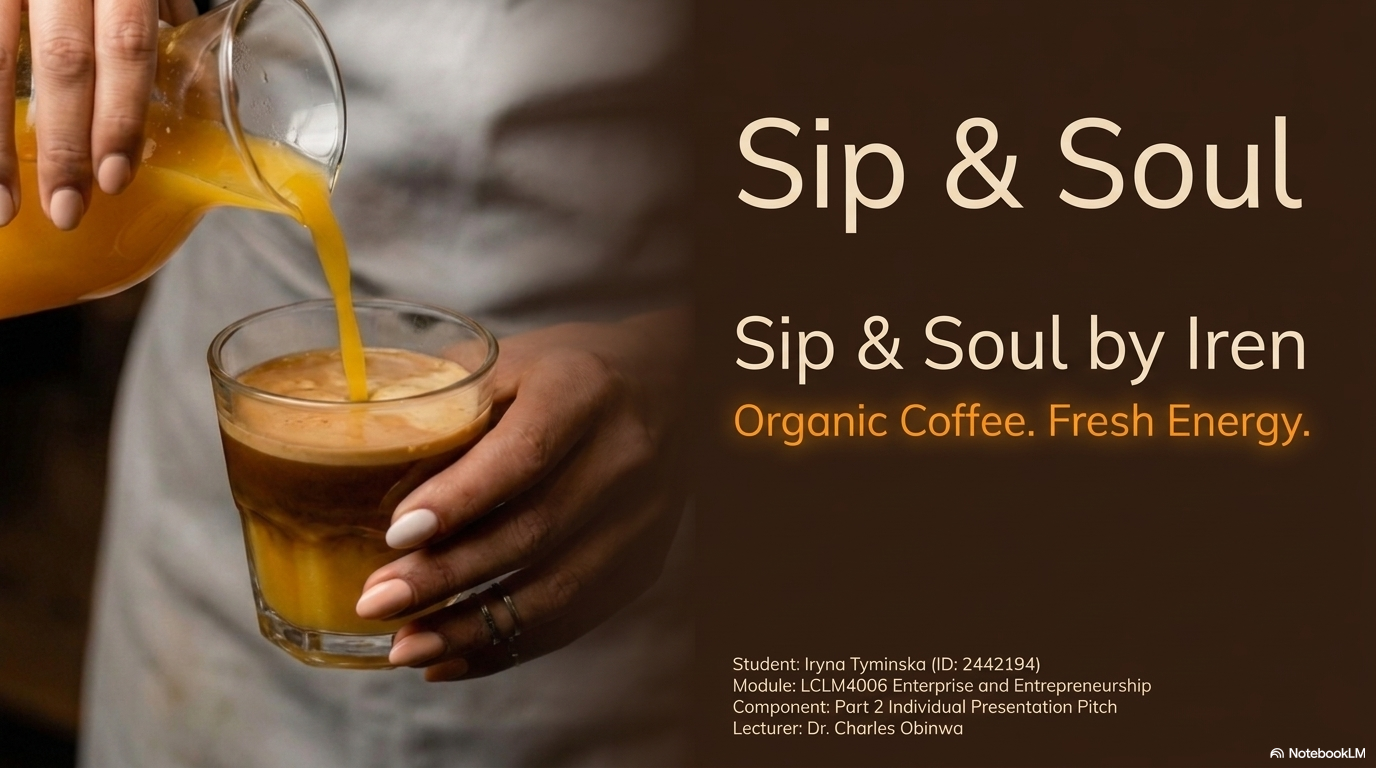 Sip & Soul
Sip & Soul by Iren
Organic Coffee. Fresh Energy.
Student: Iryna Tyminska (ID: 2442194)
Module: LCLM4006 Enterprise and Entrepreneurship
Component: Part 2 Individual Presentation Pitch
Lecturer: Dr. Charles Obinwa
NotebookLM